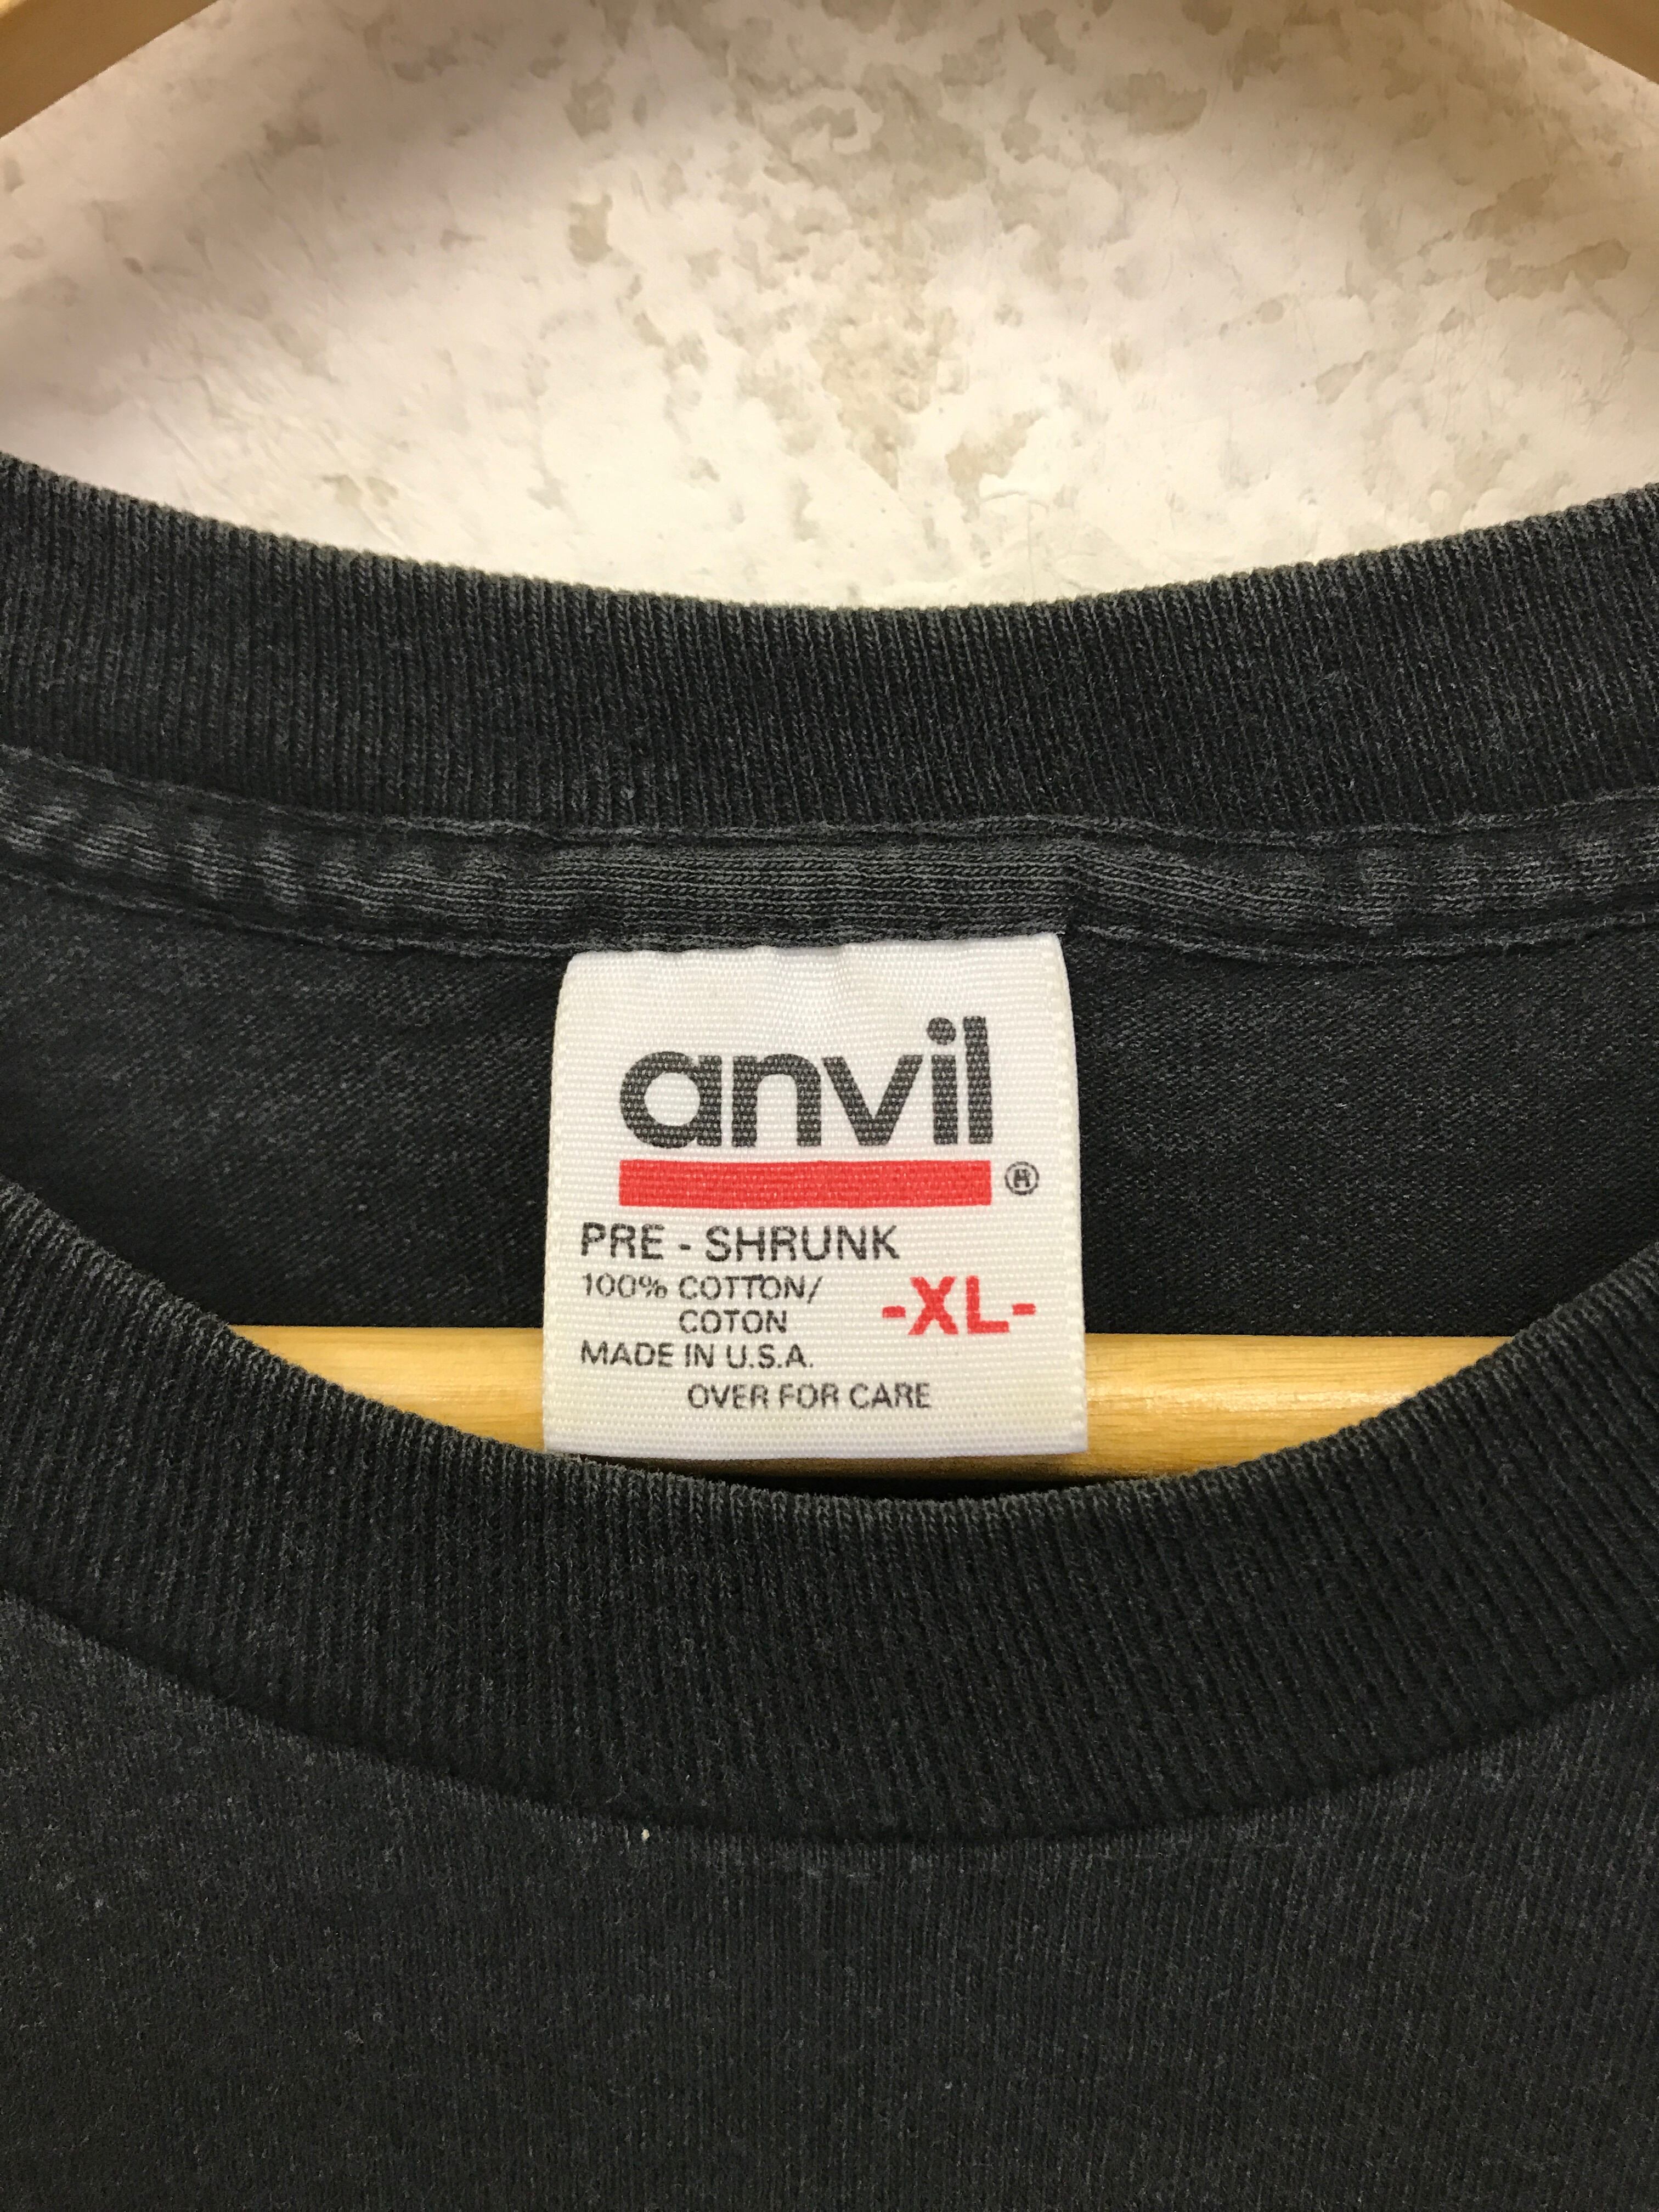 anvil
®
PRE - SHRUNK
100% COTTON/
COTON
-XL-
MADE IN U.S.A.
OVER FOR CARE